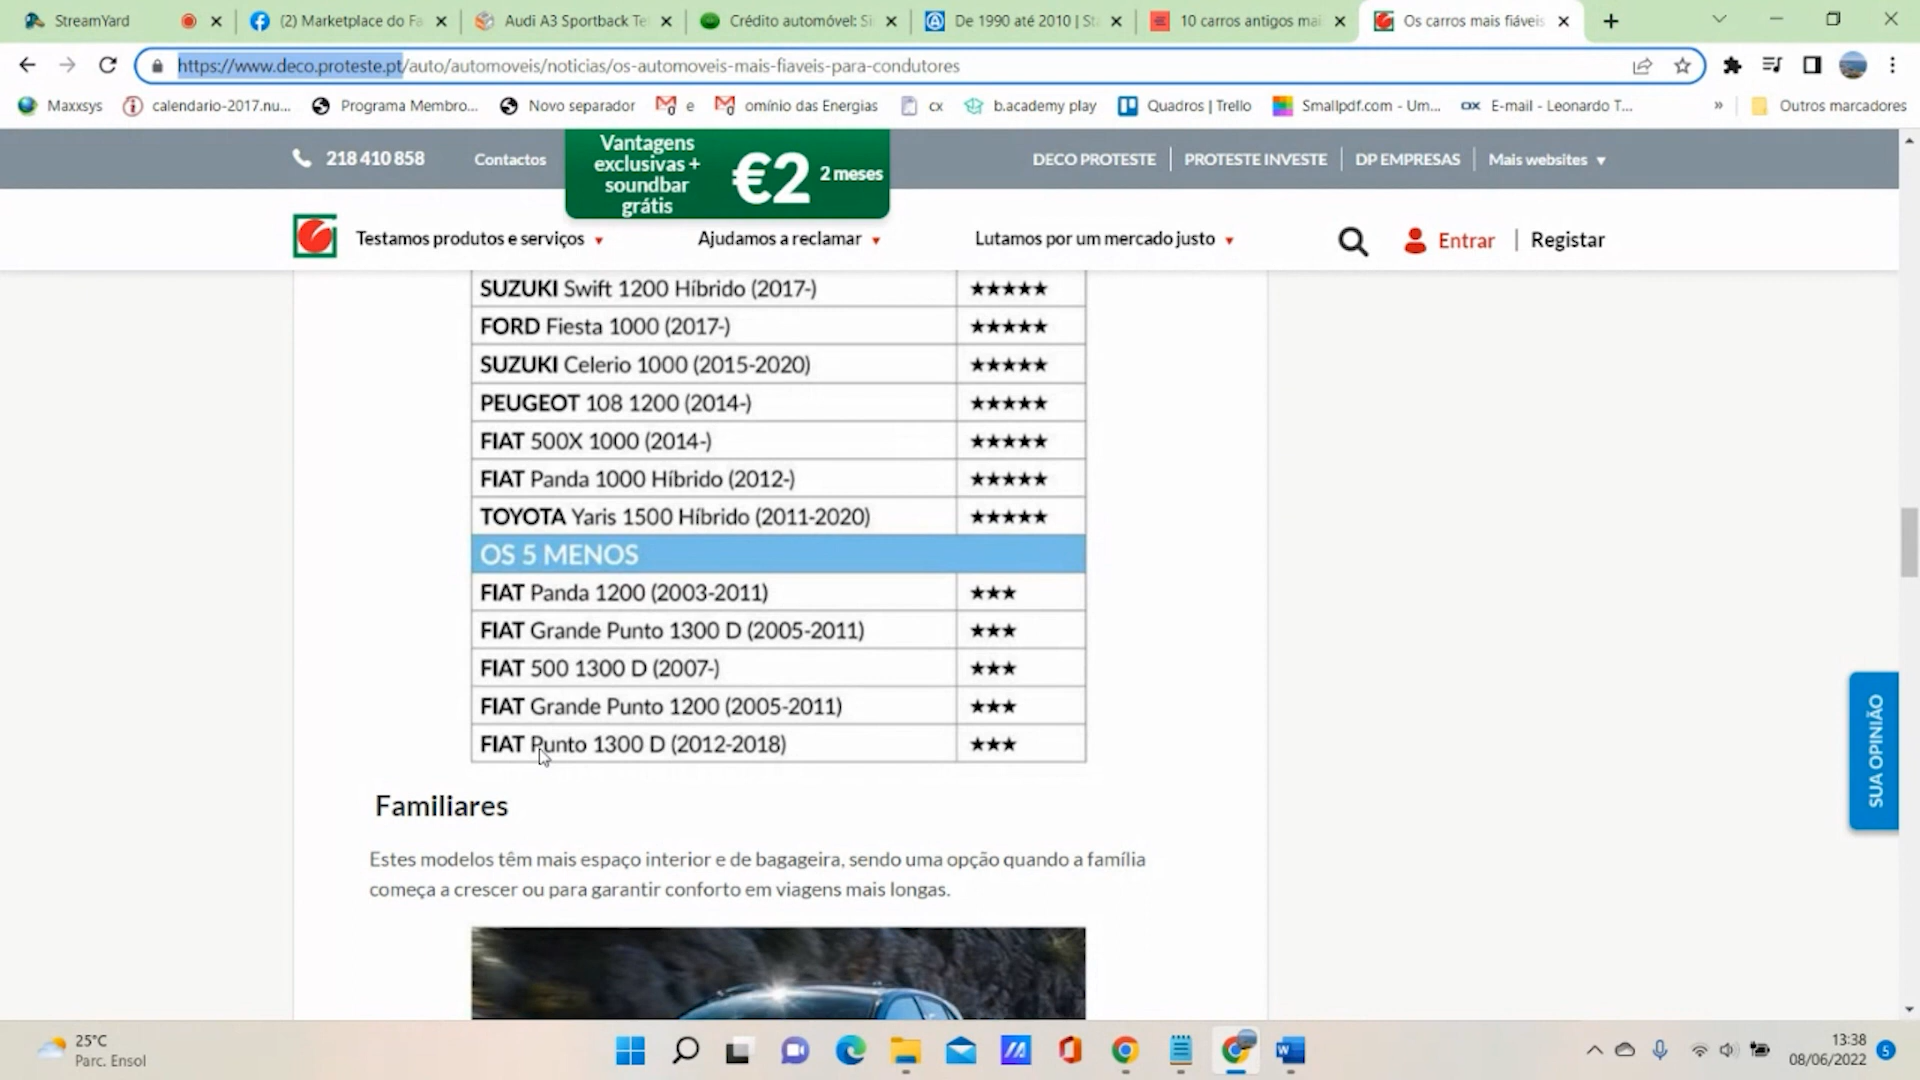 StreamYard
(2) Marketplace do Fa
Audi A3 Sportback Te
Crédito automóvel: Si
De 1990 até 2010 | Sta
10 carros antigos mai
Os carros mais fiáveis
https://www.deco.proteste.pt/auto/automoveis/noticias/os-automoveis-mais-fiaveis-para-condutores
Maxxsys
calendario-2017.nu...
Programa Membro...
Novo separador
e
omínio das Energias
cx
b.academy play
Quadros | Trello
Smallpdf.com - Um...
E-mail - Leonardo T...
»
Outros marcadores
218 410 858
Contactos
Vantagens
exclusivas +
soundbar
grátis
€2 2 meses
DECO PROTESTE
PROTESTE INVESTE
DP EMPRESAS
Mais websites
Testamos produtos e serviços
Ajudamos a reclamar
Lutamos por um mercado justo
Entrar
Registar
SUZUKI Swift 1200 Híbrido (2017-) ★★★★★
FORD Fiesta 1000 (2017-) ★★★★★
SUZUKI Celerio 1000 (2015-2020) ★★★★★
PEUGEOT 108 1200 (2014-) ★★★★★
FIAT 500X 1000 (2014-) ★★★★★
FIAT Panda 1000 Híbrido (2012-) ★★★★★
TOYOTA Yaris 1500 Híbrido (2011-2020) ★★★★★
OS 5 MENOS
FIAT Panda 1200 (2003-2011) ★★★
FIAT Grande Punto 1300 D (2005-2011) ★★★
FIAT 500 1300 D (2007-) ★★★
FIAT Grande Punto 1200 (2005-2011) ★★★
FIAT Punto 1300 D (2012-2018) ★★★
SUA OPINIÃO
Familiares
Estes modelos têm mais espaço interior e de bagageira, sendo uma opção quando a família
começa a crescer ou para garantir conforto em viagens mais longas.
25°C
Parc. Ensol
13:38
08/06/2022
5